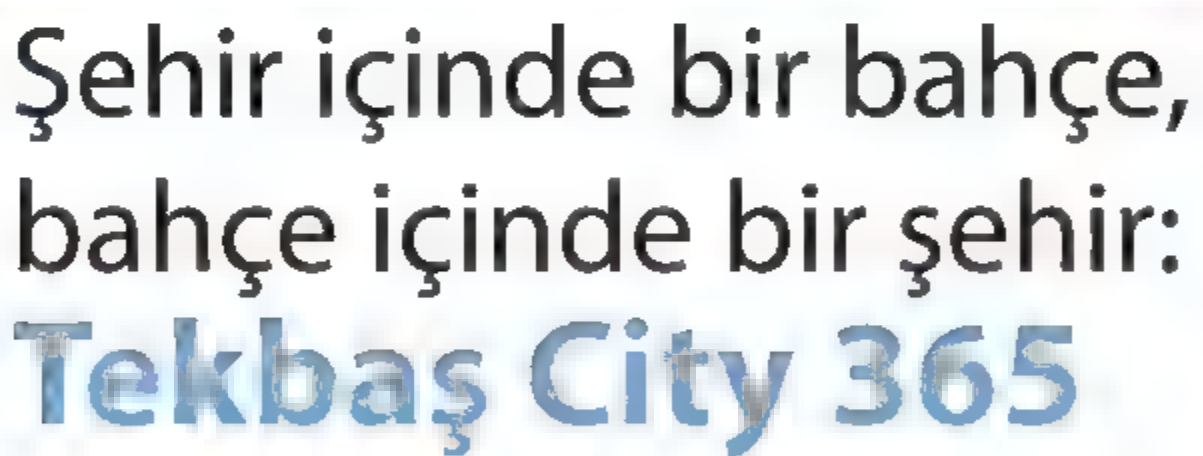 Şehir içinde bir bahçe,
bahçe içinde bir şehir:
Tekbaş City 365